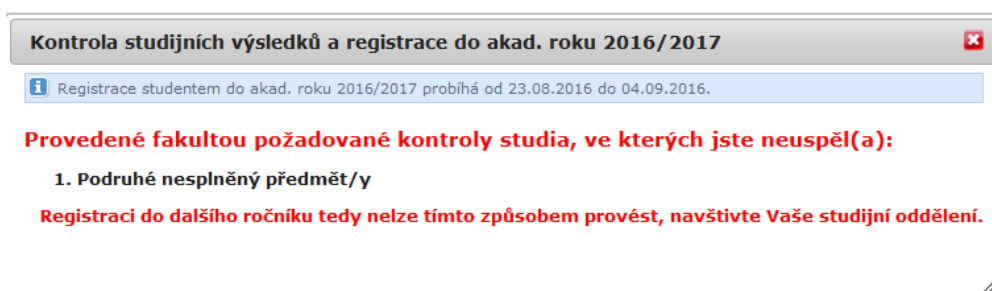 Kontrola studijních výsledků a registrace do akad. roku 2016/2017
Registrace studentem do akad. roku 2016/2017 probíhá od 23.08.2016 do 04.09.2016.
Provedené fakultou požadované kontroly studia, ve kterých jste neuspěl(a):
1. Podruhé nesplněný předmět/y
Registraci do dalšího ročníku tedy nelze tímto způsobem provést, navštivte Vaše studijní oddělení.